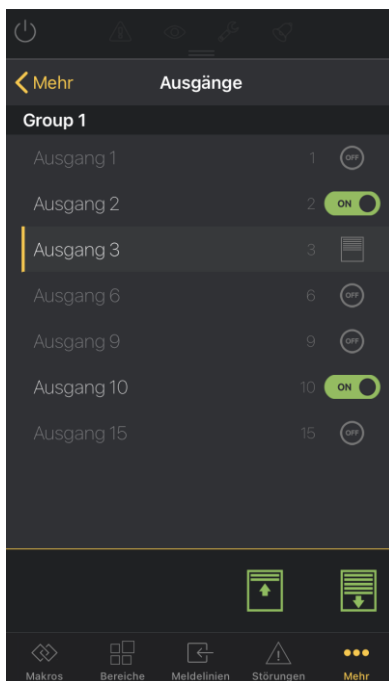 Mehr Ausgänge
Group 1
Ausgang 1 1 OFF
Ausgang 2 2 ON
Ausgang 3 3
Ausgang 6 6 OFF
Ausgang 9 9 OFF
Ausgang 10 10 ON
Ausgang 15 15 OFF
Makros Bereiche Meldelinien Störungen Mehr